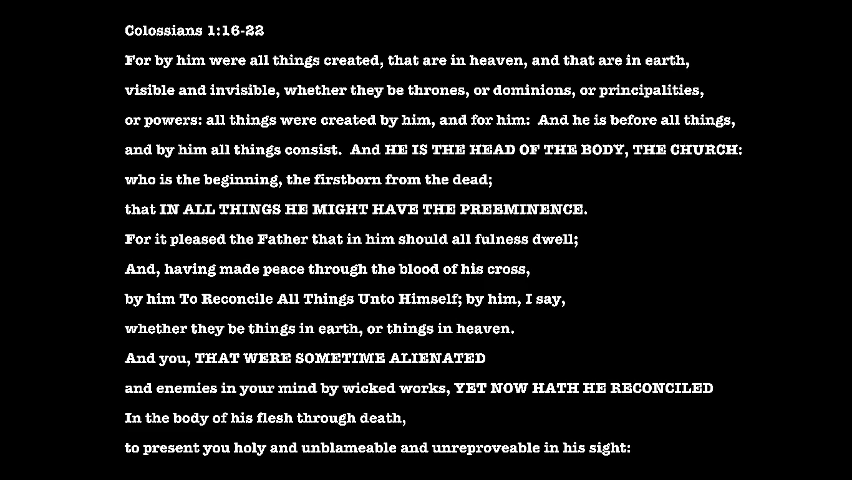 Colossians 1:16-22
For by him were all things created, that are in heaven, and that are in earth,
visible and invisible, whether they be thrones, or dominions, or principalities,
or powers: all things were created by him, and for him:  And he is before all things,
and by him all things consist.  And HE IS THE HEAD OF THE BODY, THE CHURCH:
who is the beginning, the firstborn from the dead;
that IN ALL THINGS HE MIGHT HAVE THE PREEMINENCE.
For it pleased the Father that in him should all fulness dwell;
And, having made peace through the blood of his cross,
by him To Reconcile All Things Unto Himself; by him, I say,
whether they be things in earth, or things in heaven.
And you, THAT WERE SOMETIME ALIENATED
and enemies in your mind by wicked works, YET NOW HATH HE RECONCILED
In the body of his flesh through death,
to present you holy and unblameable and unreproveable in his sight: